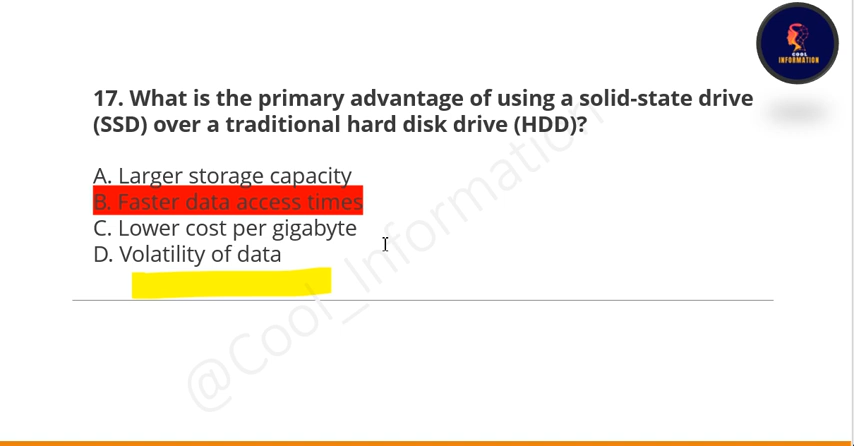 COOL
INFORMATION
17. What is the primary advantage of using a solid-state drive
(SSD) over a traditional hard disk drive (HDD)?
A. Larger storage capacity
B. Faster data access times
C. Lower cost per gigabyte
D. Volatility of data
@Cool_Information